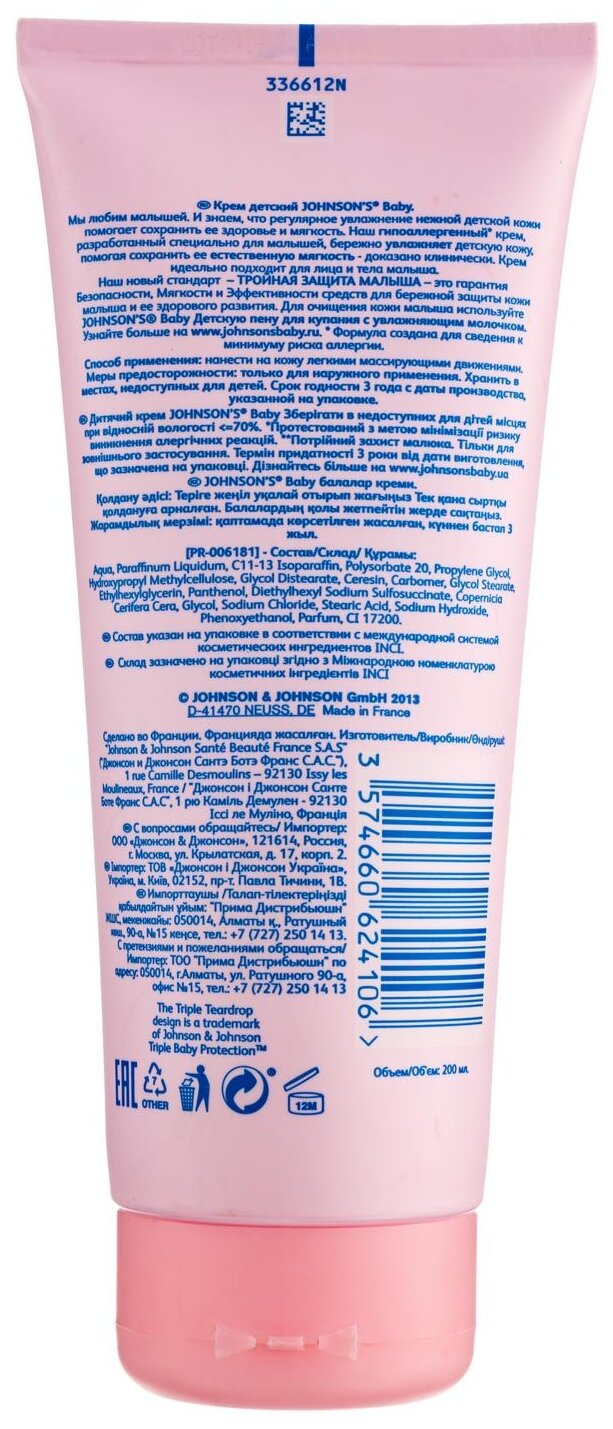 336612N
RU Крем детский JOHNSON'S® Baby.
Мы любим малышей. И знаем, что регулярное увлажнение нежной детской кожи
помогает сохранить ее здоровье и мягкость. Наш гипоаллергенный* крем,
разработанный специально для малышей, бережно увлажняет детскую кожу,
помогая сохранить ее естественную мягкость - доказано клинически. Крем
идеально подходит для лица и тела малыша.
Наш новый стандарт – ТРОЙНАЯ ЗАЩИТА МАЛЫША – это гарантия
Безопасности, Мягкости и Эффективности средств для бережной защиты кожи
малыша и ее здорового развития. Для очищения кожи малыша используйте
JOHNSON'S® Baby Детскую пену для купания с увлажняющим молочком.
Узнайте больше на www.johnsonsbaby.ru. * Формула создана для сведения к
минимуму риска аллергии.
Способ применения: нанести на кожу легкими массирующими движениями.
Меры предосторожности: только для наружного применения. Хранить в
местах, недоступных для детей. Срок годности 3 года с даты производства,
указанной на упаковке.
Дитячий крем JOHNSON'S® Baby Зберігати в недоступних для дітей місцях
при відносній вологості <=70%. *Протестований з метою мінімізації ризику
виникнення алергічних реакцій. **Потрійний захист малюка. Тільки для
зовнішнього застосування. Термін придатності 3 роки від дати виготовлення,
що зазначена на упаковці. Дізнайтесь більше на www.johnsonsbaby.ua
JOHNSON'S® Baby балалар кремі.
Қолдану әдісі: Теріге жеңіл уқалай отырып жағыңыз Тек қана сыртқы
қолдануға арналған. Балалардың қолы жетпейтін жерде сақтаңыз.
Жарамдылық мерзімі: қаптамада көрсетілген жасалған, күннен бастап 3
жыл.
[PR-006181] - Состав/Склад/ Құрамы:
Aqua, Paraffinum Liquidum, C11-13 Isoparaffin, Polysorbate 20, Propylene Glycol,
Hydroxypropyl Methylcellulose, Glycol Distearate, Ceresin, Carbomer, Glycol Stearate,
Ethylhexylglycerin, Panthenol, Diethylhexyl Sodium Sulfosuccinate, Copernicia
Cerifera Cera, Glycol, Sodium Chloride, Stearic Acid, Sodium Hydroxide,
Phenoxyethanol, Parfum, CI 17200.
Состав указан на упаковке в соответствии с международной системой
косметических ингредиентов INCI.
Склад зазначено на упаковці згідно з Міжнародною номенклатурою
косметичних інгредієнтів INCI
© JOHNSON & JOHNSON GmbH 2013
D-41470 NEUSS, DE Made in France
Сделано во Франции. Францияда жасалған. Изготовитель/Виробник/Өндіруші:
"Johnson & Johnson Santé Beauté France S.A.S"
("Джонсон и Джонсон Сантэ Ботэ Франс С.А.С."),
1 rue Camille Desmoulins – 92130 Issy les
Moulineaux, France / "Джонсон і Джонсон Санте
Боте Франс С.А.С", 1 рю Каміль Демулен - 92130
Іссі ле Муліно, Франція
С вопросами обращайтесь/ Импортер:
ООО «Джонсон & Джонсон», 121614, Россия,
г. Москва, ул. Крылатская, д. 17, корп. 2.
Імпортер: ТОВ «Джонсон і Джонсон Україна»,
Україна, м. Київ, 02152, пр-т. Павла Тичини, 1В.
Импорттаушы /Талап-тілектеріңізді
қабылдайтын ұйым: "Прима Дистрибьюшн"
ЖШС, мекенжайы: 050014, Алматы қ., Ратушный
көш., 90-а, №15 кеңсе, тел.: +7 (727) 250 14 13.
С претензиями и пожеланиями обращаться/
Импортер: ТОО "Прима Дистрибьюшн" по
адресу: 050014, г.Алматы, ул. Ратушного 90-а,
офис №15, тел.: +7 (727) 250 14 13
3 574660 624106 >
The Triple Teardrop
design is a trademark
of Johnson & Johnson
Triple Baby Protection™
Объем/Об'єм: 200 мл.
EAC
7
OTHER
12M